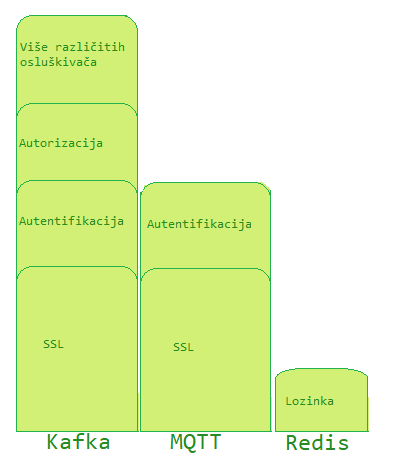 Više različitih
osluškivača
Autorizacija
Autentifikacija
SSL
Kafka
Autentifikacija
SSL
MQTT
Lozinka
Redis